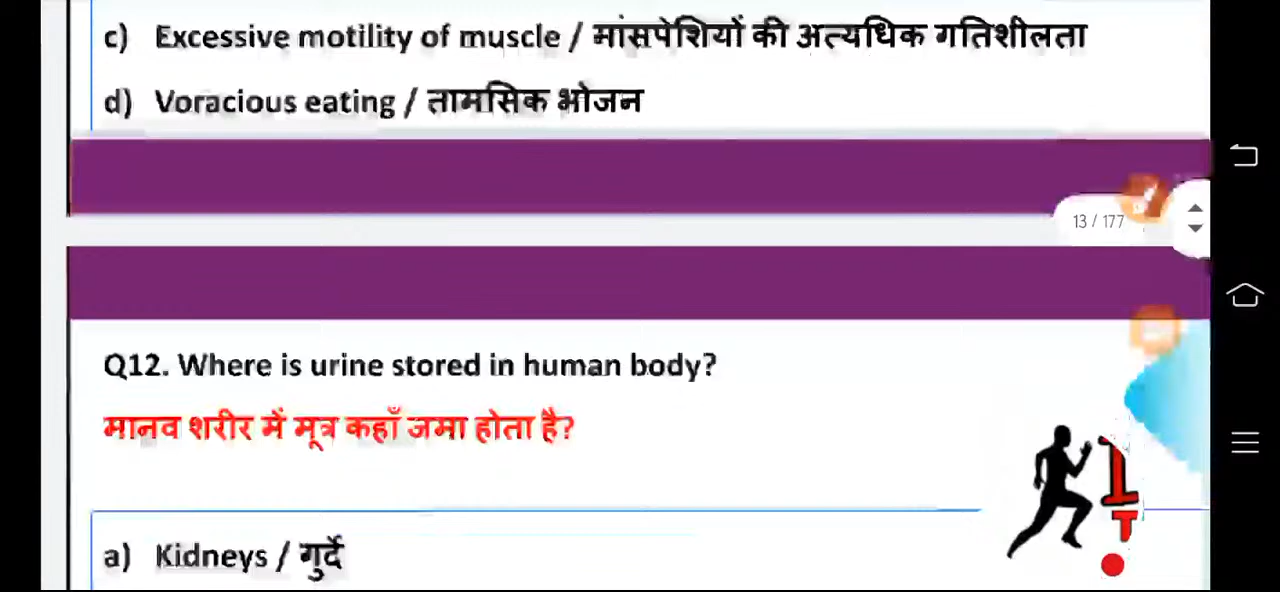 c) Excessive motility of muscle / मांसपेशियों की अत्यधिक गतिशीलता
d) Voracious eating / तामसिक भोजन
13 / 177
Q12. Where is urine stored in human body?
मानव शरीर में मूत्र कहाँ जमा होता है?
a) Kidneys / गुर्दे